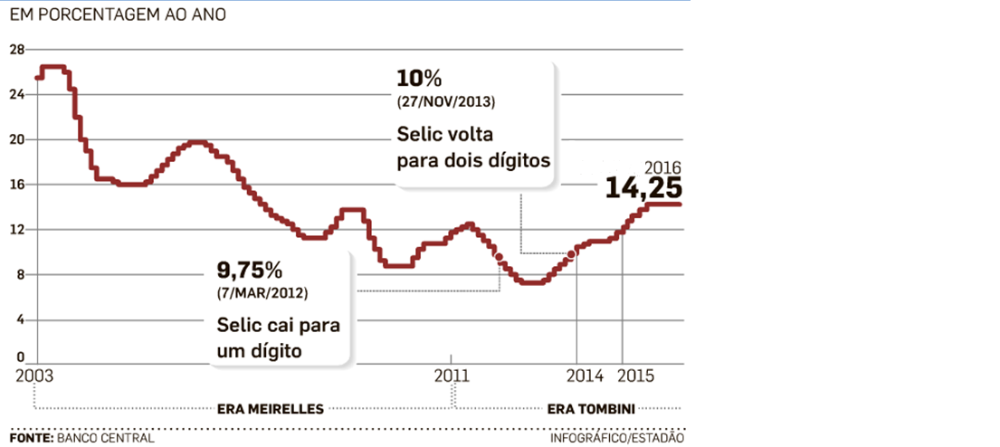 EM PORCENTAGEM AO ANO
28
24
20
16
12
8
4
0
10%
(27/NOV/2013)
Selic volta
para dois dígitos
2016
14,25
9,75%
(7/MAR/2012)
Selic cai para
um dígito
2003 2011 2014 2015
ERA MEIRELLES ERA TOMBINI
FONTE: BANCO CENTRAL INFOGRÁFICO/ESTADÃO